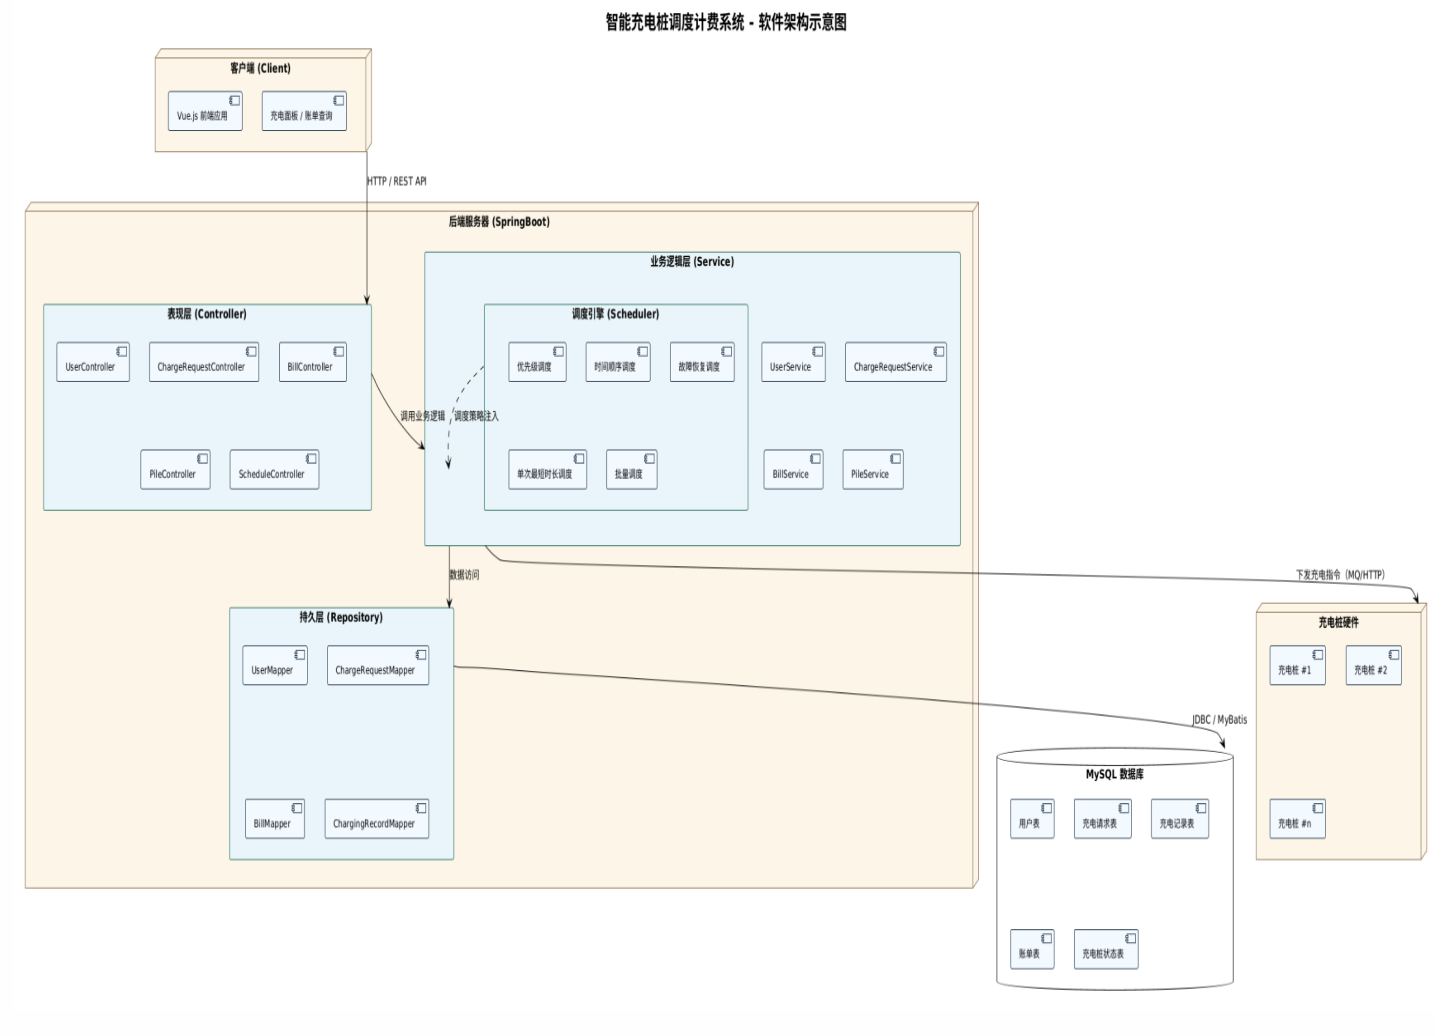 智能充电桩调度计费系统 - 软件架构示意图
客户端 (Client)
Vue.js 前端应用
充电面板 / 账单查询
HTTP / REST API
后端服务器 (SpringBoot)
业务逻辑层 (Service)
表现层 (Controller)
调度引擎 (Scheduler)
UserController
ChargeRequestController
BillController
优先级调度
时间顺序调度
故障恢复调度
UserService
ChargeRequestService
调用业务逻辑
调度策略注入
PileController
ScheduleController
单次最短时长调度
批量调度
BillService
PileService
数据访问
下发充电指令 (MQ/HTTP)
持久层 (Repository)
充电桩硬件
UserMapper
ChargeRequestMapper
充电桩 #1
充电桩 #2
JDBC / MyBatis
MySQL 数据库
BillMapper
ChargingRecordMapper
用户表
充电请求表
充电记录表
充电桩 #n
账单表
充电桩状态表